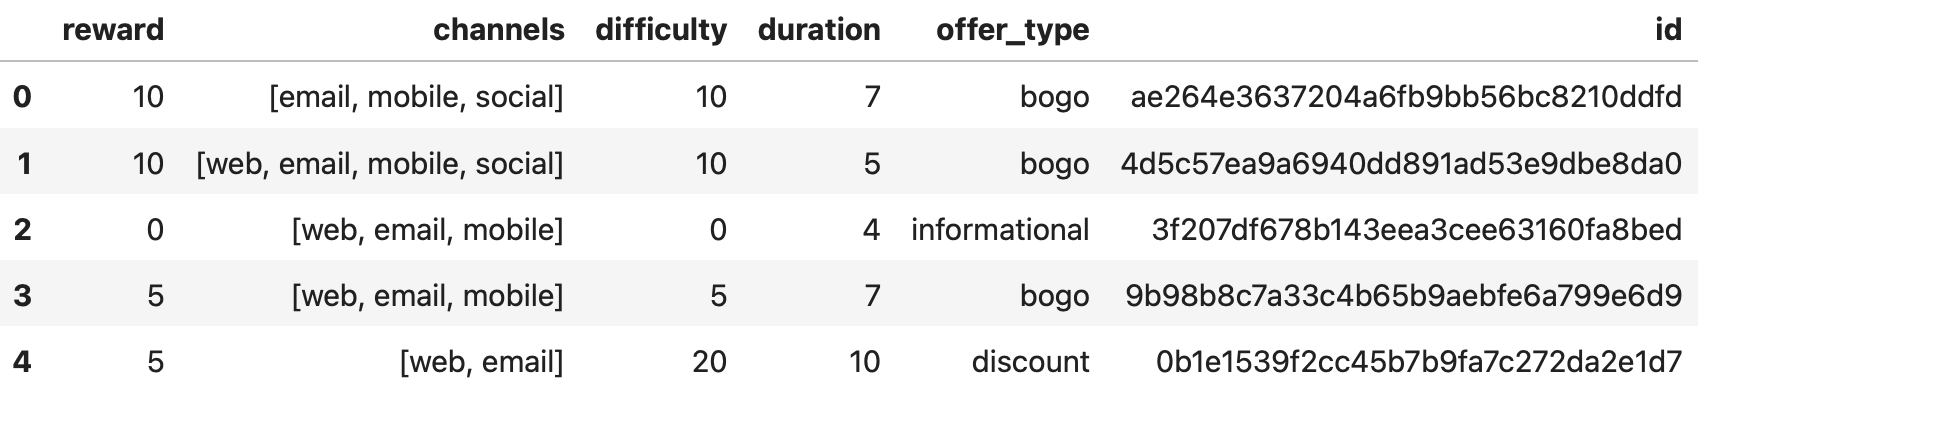 reward channels difficulty duration offer_type id
0 10 [email, mobile, social] 10 7 bogo ae264e3637204a6fb9bb56bc8210ddfd
1 10 [web, email, mobile, social] 10 5 bogo 4d5c57ea9a6940dd891ad53e9dbe8da0
2 0 [web, email, mobile] 0 4 informational 3f207df678b143eea3cee63160fa8bed
3 5 [web, email, mobile] 5 7 bogo 9b98b8c7a33c4b65b9aebfe6a799e6d9
4 5 [web, email] 20 10 discount 0b1e1539f2cc45b7b9fa7c272da2e1d7